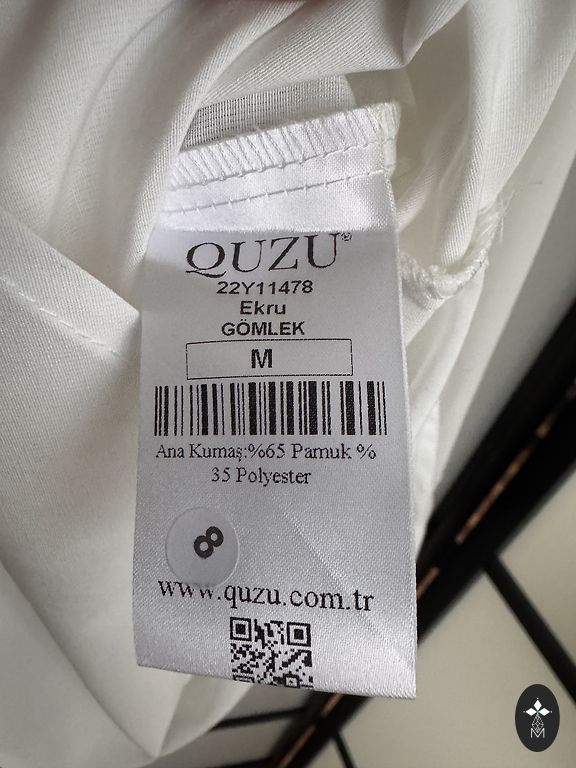 QUZU®
22Y11478
Ekru
GÖMLEK
M
Ana Kumaş:%65 Pamuk %
35 Polyester
8
www.quzu.com.tr
M